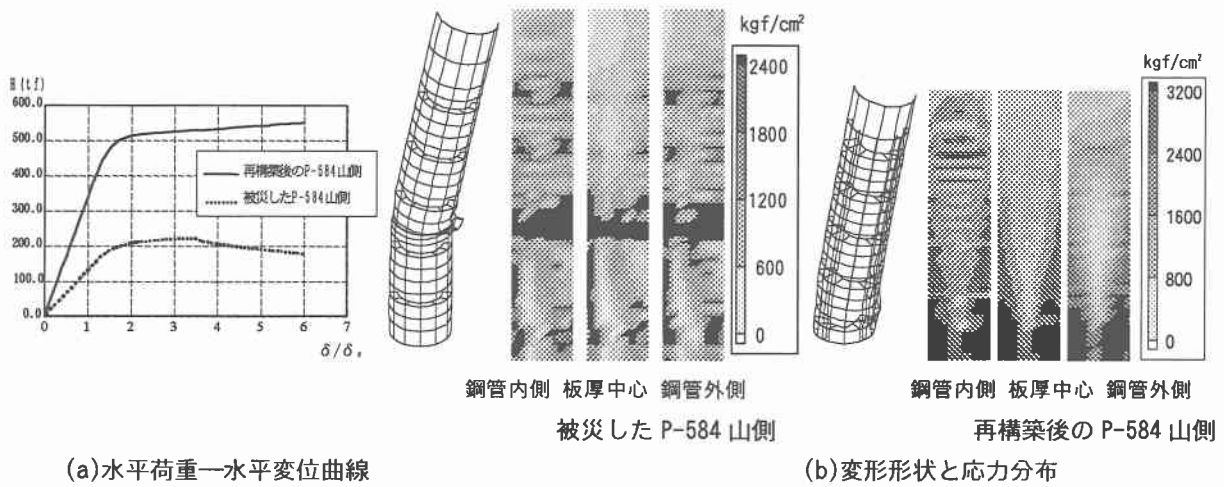 H(tf)
600.0
500.0
400.0
300.0
200.0
100.0
0.0
0 1 2 3 4 5 6 7
δ/δy
再構築後のP-584山側
被災したP-584山側
(a)水平荷重―水平変位曲線
kgf/cm²
2400
1800
1200
600
0
鋼管内側 板厚中心 鋼管外側
被災した P-584 山側
kgf/cm²
3200
2400
1600
800
0
鋼管内側 板厚中心 鋼管外側
再構築後の P-584 山側
(b)変形形状と応力分布